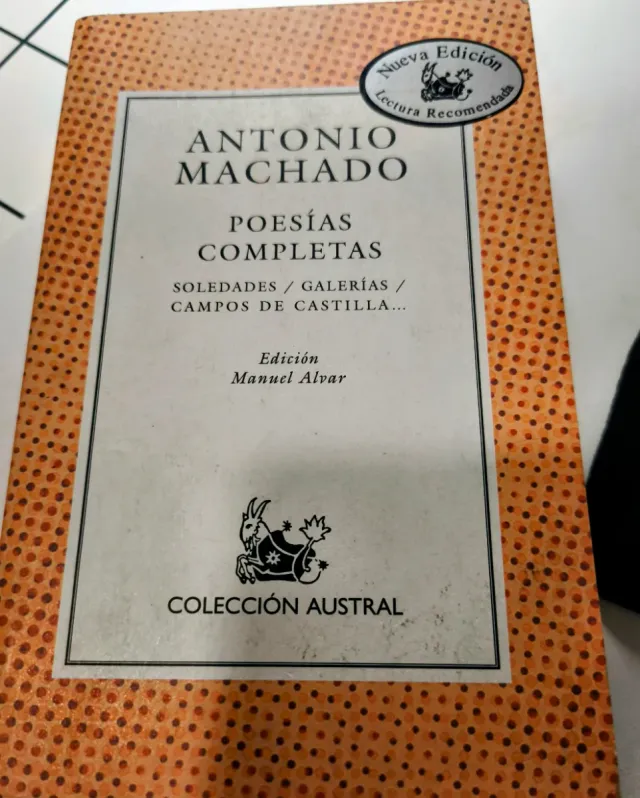 Nueva Edición
Lectura Recomendada
ANTONIO
MACHADO
POESÍAS
COMPLETAS
SOLEDADES / GALERÍAS /
CAMPOS DE CASTILLA...
Edición
Manuel Alvar
COLECCIÓN AUSTRAL